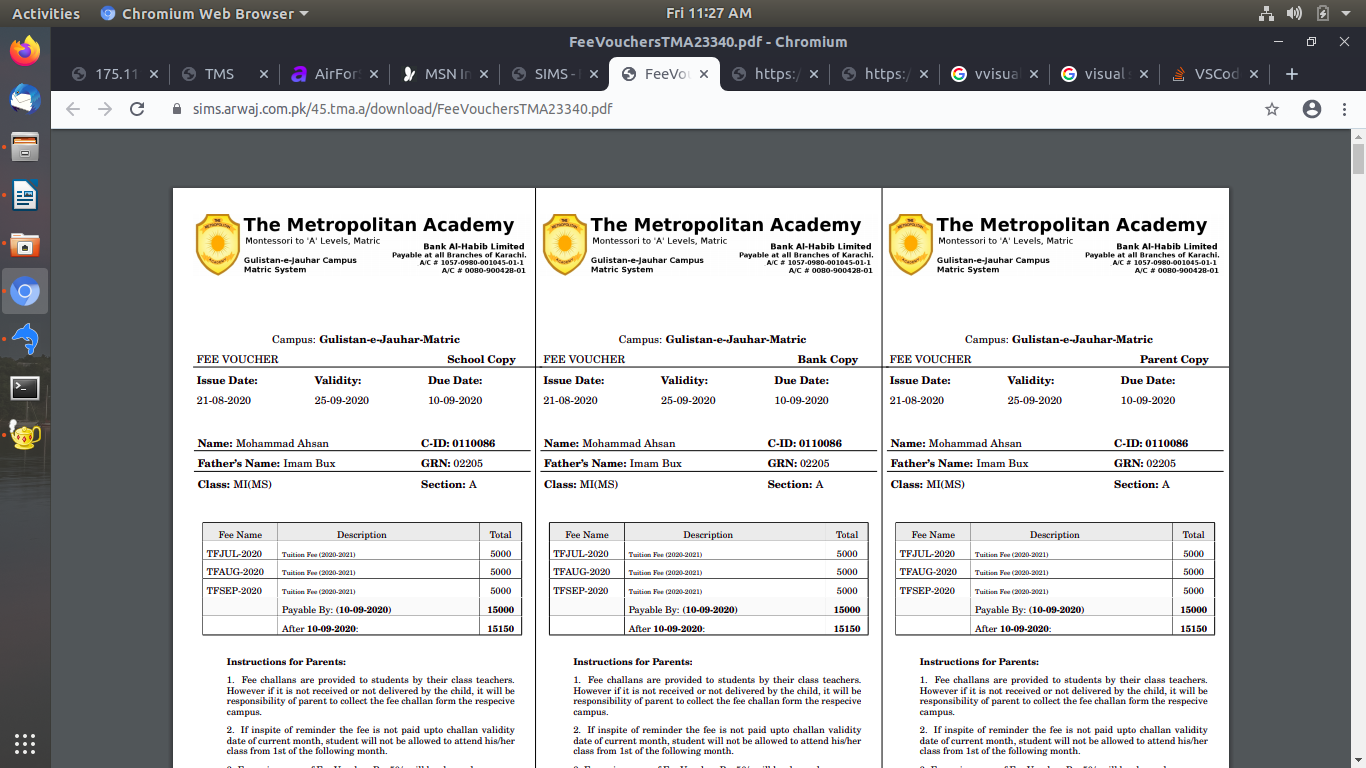 Activities Chromium Web Browser Fri 11:27 AM
FeeVouchersTMA23340.pdf - Chromium
175.11 TMS AirFor MSN In SIMS - FeeVou https:/ https:/ vvisua visual VSCod
sims.arwaj.com.pk/45.tma.a/download/FeeVouchersTMA23340.pdf
The Metropolitan Academy
Montessori to 'A' Levels, Matric
Bank Al-Habib Limited
Payable at all Branches of Karachi.
Gulistan-e-Jauhar Campus A/C # 1057-0980-001045-01-1
Matric System A/C # 0080-900428-01
Campus: Gulistan-e-Jauhar-Matric
FEE VOUCHER School Copy
Issue Date: Validity: Due Date:
21-08-2020 25-09-2020 10-09-2020
Name: Mohammad Ahsan C-ID: 0110086
Father's Name: Imam Bux GRN: 02205
Class: MI(MS) Section: A
Fee Name Description Total
TFJUL-2020 Tuition Fee (2020-2021) 5000
TFAUG-2020 Tuition Fee (2020-2021) 5000
TFSEP-2020 Tuition Fee (2020-2021) 5000
Payable By: (10-09-2020) 15000
After 10-09-2020: 15150
Instructions for Parents:
1. Fee challans are provided to students by their class teachers.
However if it is not received or not delivered by the child, it will be
responsibility of parent to collect the fee challan form the respecive
campus.
2. If inspite of reminder the fee is not paid upto challan validity
date of current month, student will not be allowed to attend his/her
class from 1st of the following month.
The Metropolitan Academy
Montessori to 'A' Levels, Matric
Bank Al-Habib Limited
Payable at all Branches of Karachi.
Gulistan-e-Jauhar Campus A/C # 1057-0980-001045-01-1
Matric System A/C # 0080-900428-01
Campus: Gulistan-e-Jauhar-Matric
FEE VOUCHER Bank Copy
Issue Date: Validity: Due Date:
21-08-2020 25-09-2020 10-09-2020
Name: Mohammad Ahsan C-ID: 0110086
Father's Name: Imam Bux GRN: 02205
Class: MI(MS) Section: A
Fee Name Description Total
TFJUL-2020 Tuition Fee (2020-2021) 5000
TFAUG-2020 Tuition Fee (2020-2021) 5000
TFSEP-2020 Tuition Fee (2020-2021) 5000
Payable By: (10-09-2020) 15000
After 10-09-2020: 15150
Instructions for Parents:
1. Fee challans are provided to students by their class teachers.
However if it is not received or not delivered by the child, it will be
responsibility of parent to collect the fee challan form the respecive
campus.
2. If inspite of reminder the fee is not paid upto challan validity
date of current month, student will not be allowed to attend his/her
class from 1st of the following month.
The Metropolitan Academy
Montessori to 'A' Levels, Matric
Bank Al-Habib Limited
Payable at all Branches of Karachi.
Gulistan-e-Jauhar Campus A/C # 1057-0980-001045-01-1
Matric System A/C # 0080-900428-01
Campus: Gulistan-e-Jauhar-Matric
FEE VOUCHER Parent Copy
Issue Date: Validity: Due Date:
21-08-2020 25-09-2020 10-09-2020
Name: Mohammad Ahsan C-ID: 0110086
Father's Name: Imam Bux GRN: 02205
Class: MI(MS) Section: A
Fee Name Description Total
TFJUL-2020 Tuition Fee (2020-2021) 5000
TFAUG-2020 Tuition Fee (2020-2021) 5000
TFSEP-2020 Tuition Fee (2020-2021) 5000
Payable By: (10-09-2020) 15000
After 10-09-2020: 15150
Instructions for Parents:
1. Fee challans are provided to students by their class teachers.
However if it is not received or not delivered by the child, it will be
responsibility of parent to collect the fee challan form the respecive
campus.
2. If inspite of reminder the fee is not paid upto challan validity
date of current month, student will not be allowed to attend his/her
class from 1st of the following month.